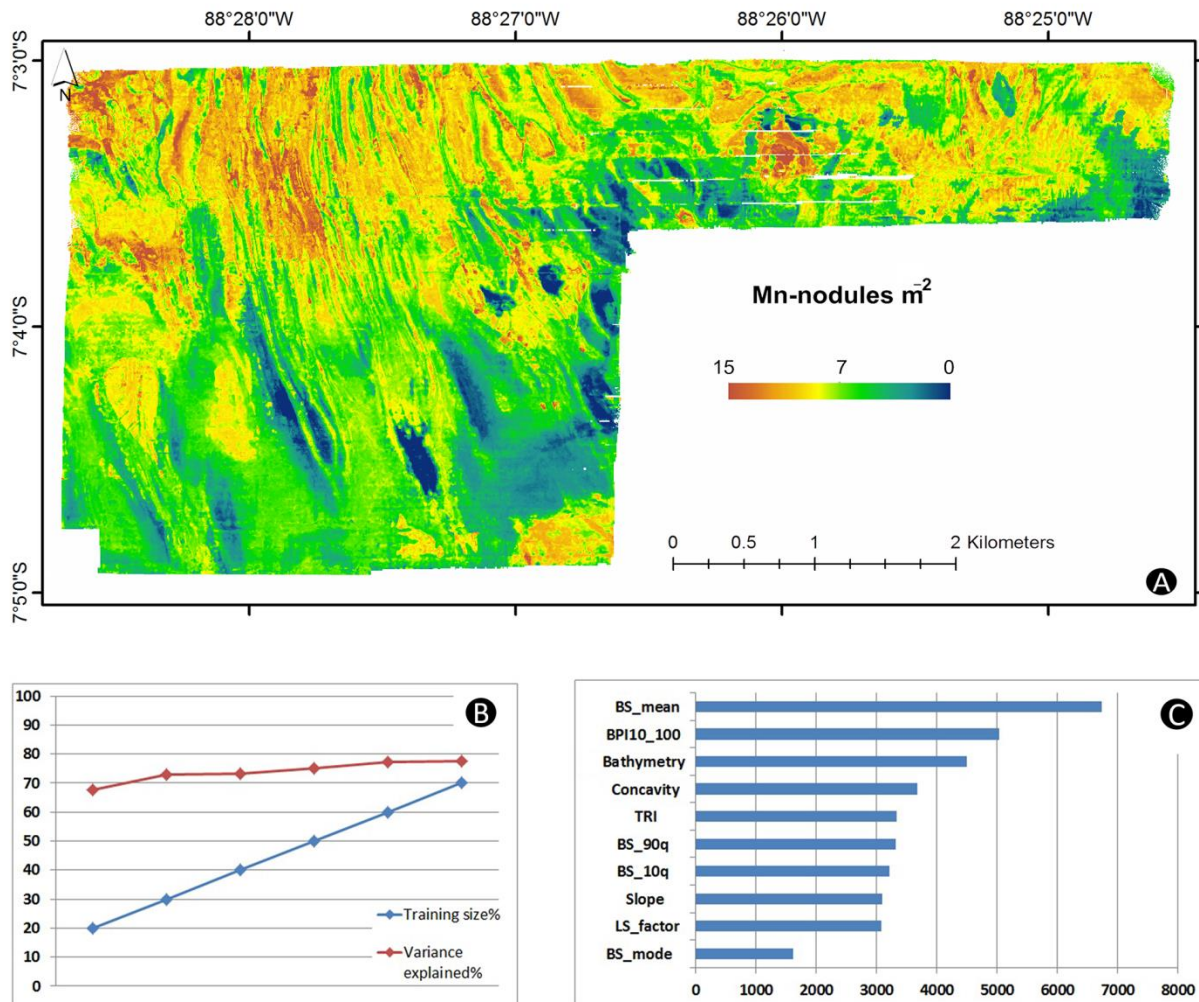 88°28'0"W 88°27'0"W 88°26'0"W 88°25'0"W
7°3'0"S
N
7°4'0"S
7°5'0"S
Mn-nodules m⁻²
15 7 0
0 0.5 1 2 Kilometers
A
B
100
90
80
70
60
50
40
30
20
10
0
Training size%
Variance
explained%
C
BS_mean
BPI10_100
Bathymetry
Concavity
TRI
BS_90q
BS_10q
Slope
LS_factor
BS_mode
0 1000 2000 3000 4000 5000 6000 7000 8000